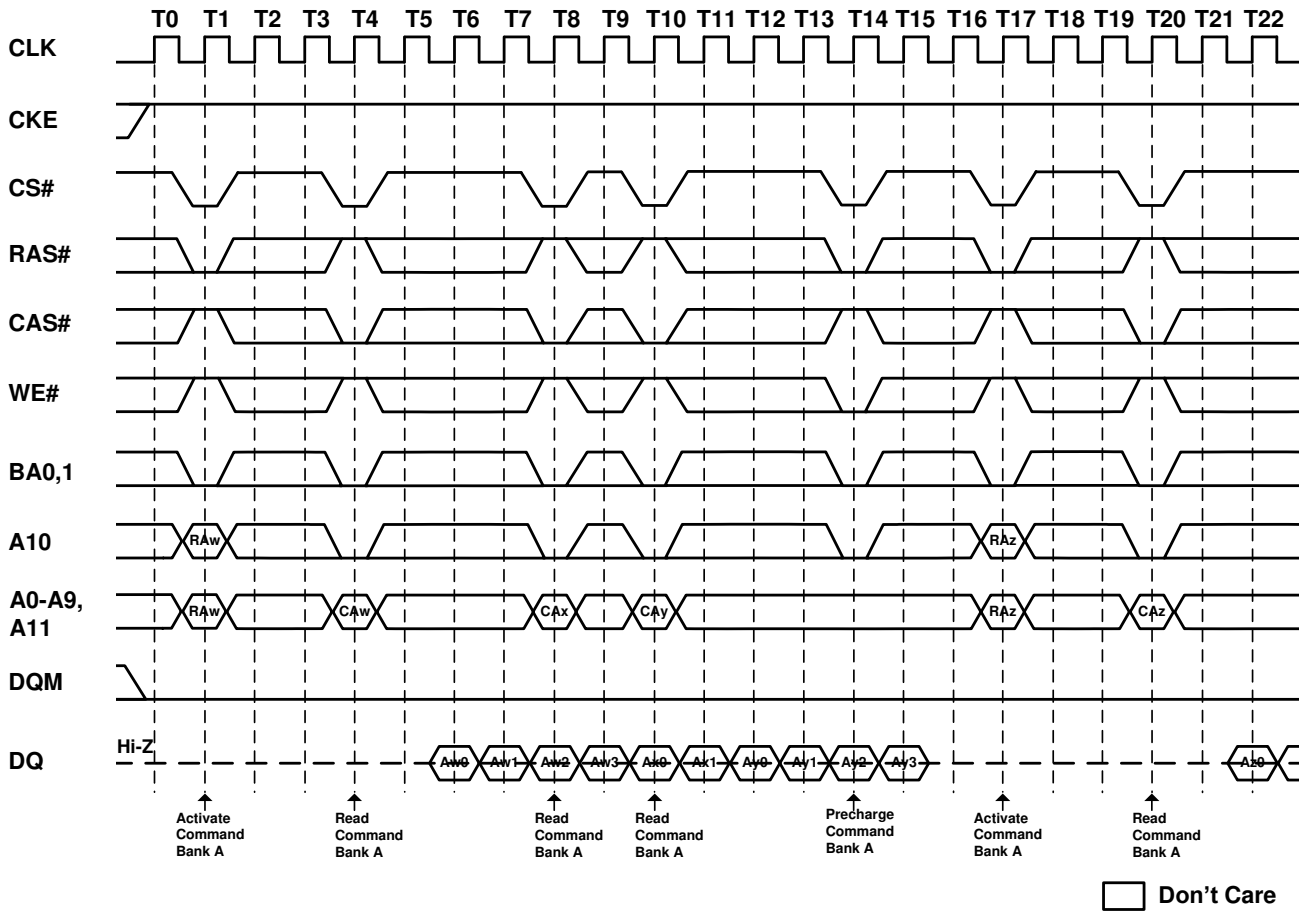 T0 T1 T2 T3 T4 T5 T6 T7 T8 T9 T10 T11 T12 T13 T14 T15 T16 T17 T18 T19 T20 T21 T22
CLK
CKE
CS#
RAS#
CAS#
WE#
BA0,1
A10
RAw RAz
A0-A9,
A11
RAw CAw CAx CAy RAz CAz
DQM
Hi-Z
DQ
Aw0 Aw1 Aw2 Aw3 Ax0 Ax1 Ay0 Ay1 Ay2 Ay3 Az0
Activate
Command
Bank A
Read
Command
Bank A
Read
Command
Bank A
Read
Command
Bank A
Precharge
Command
Bank A
Activate
Command
Bank A
Read
Command
Bank A
Don't Care